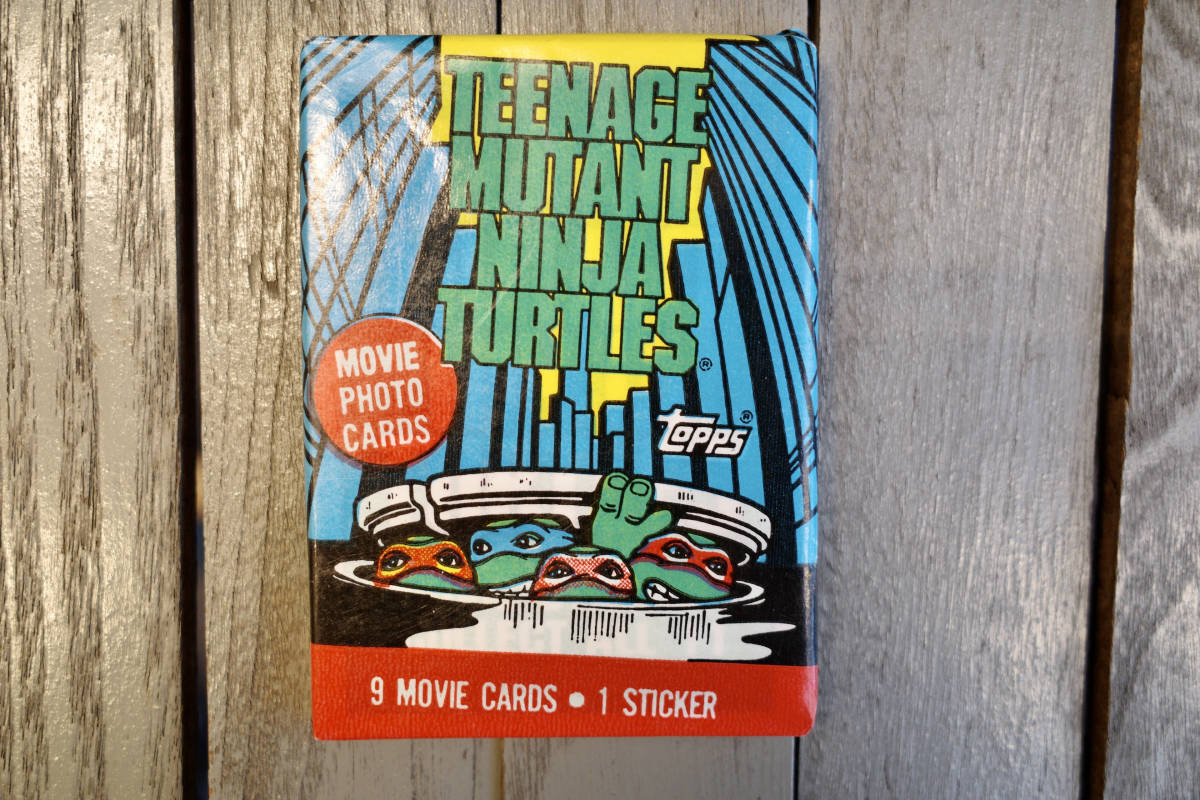 TEENAGE
MUTANT
NINJA
TURTLES®
MOVIE
PHOTO
CARDS
TOPPS®
9 MOVIE CARDS • 1 STICKER